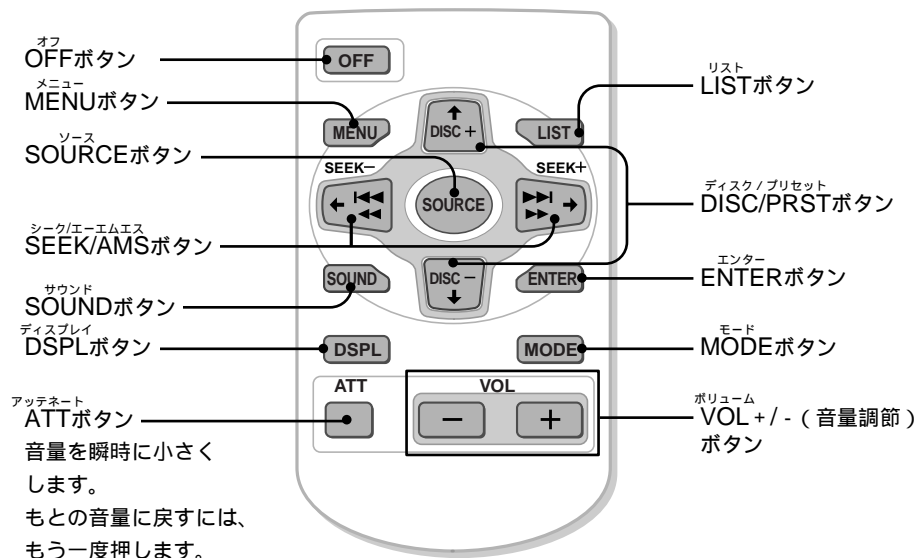 オフ
OFFボタン
メニュー
MENUボタン
ソース
SOURCEボタン
シーク/エーエムエス
SEEK/AMSボタン
サウンド
SOUNDボタン
ディスプレイ
DSPLボタン
アッテネート
ATTボタン
音量を瞬時に小さく
します。
もとの音量に戻すには、
もう一度押します。
OFF
MENU
DISC +
LIST
SEEK−
SEEK+
SOURCE
SOUND
DISC −
ENTER
DSPL
MODE
ATT
VOL
−
+
リスト
LISTボタン
ディスク/プリセット
DISC/PRSTボタン
エンター
ENTERボタン
モード
MODEボタン
ボリューム
VOL + / - ( 音量調節 )
ボタン